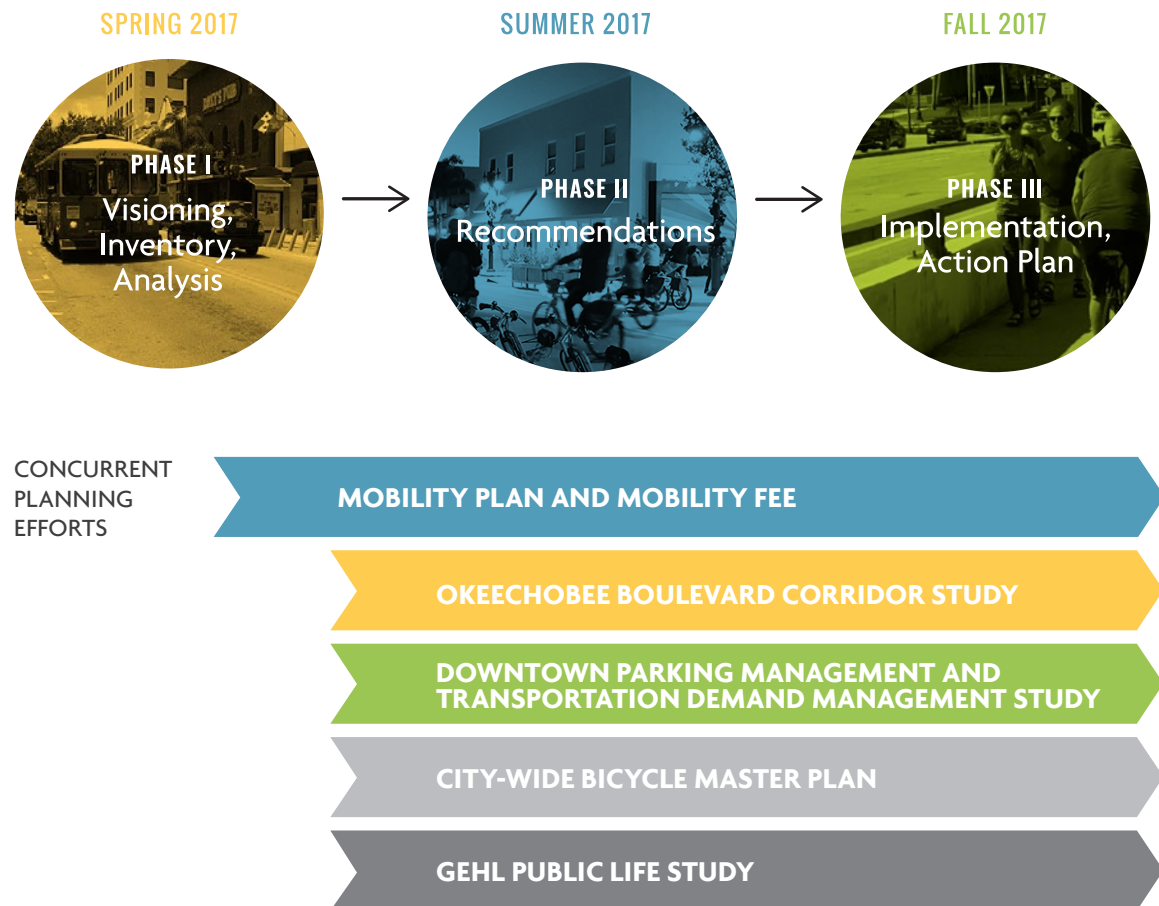 SPRING 2017
SUMMER 2017
FALL 2017
PHASE I
Visioning,
Inventory,
Analysis
PHASE II
Recommendations
PHASE III
Implementation,
Action Plan
CONCURRENT
PLANNING
EFFORTS
MOBILITY PLAN AND MOBILITY FEE
OKEECHOBEE BOULEVARD CORRIDOR STUDY
DOWNTOWN PARKING MANAGEMENT AND
TRANSPORTATION DEMAND MANAGEMENT STUDY
CITY-WIDE BICYCLE MASTER PLAN
GEHL PUBLIC LIFE STUDY